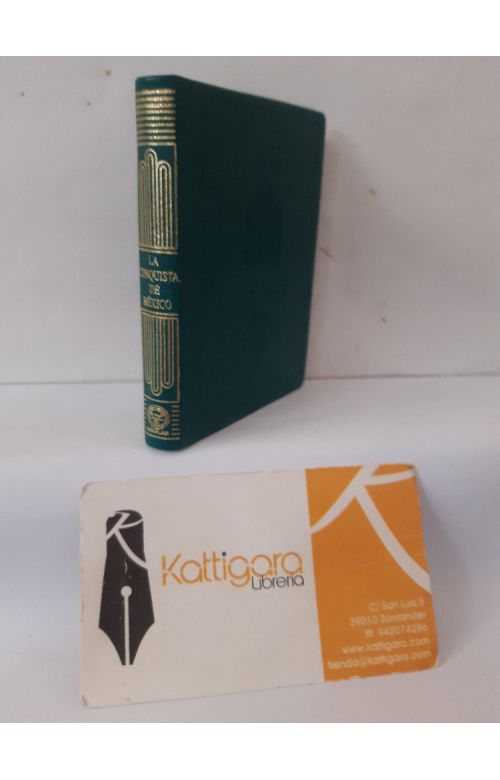 LA
CONQUISTA
DE
MÉXICO
AGUILAR
K
Kattigara
Librería
C/ San Luis 5
39010 Santander
tlf: 942074286
www.kattigara.com
tienda@kattigara.com